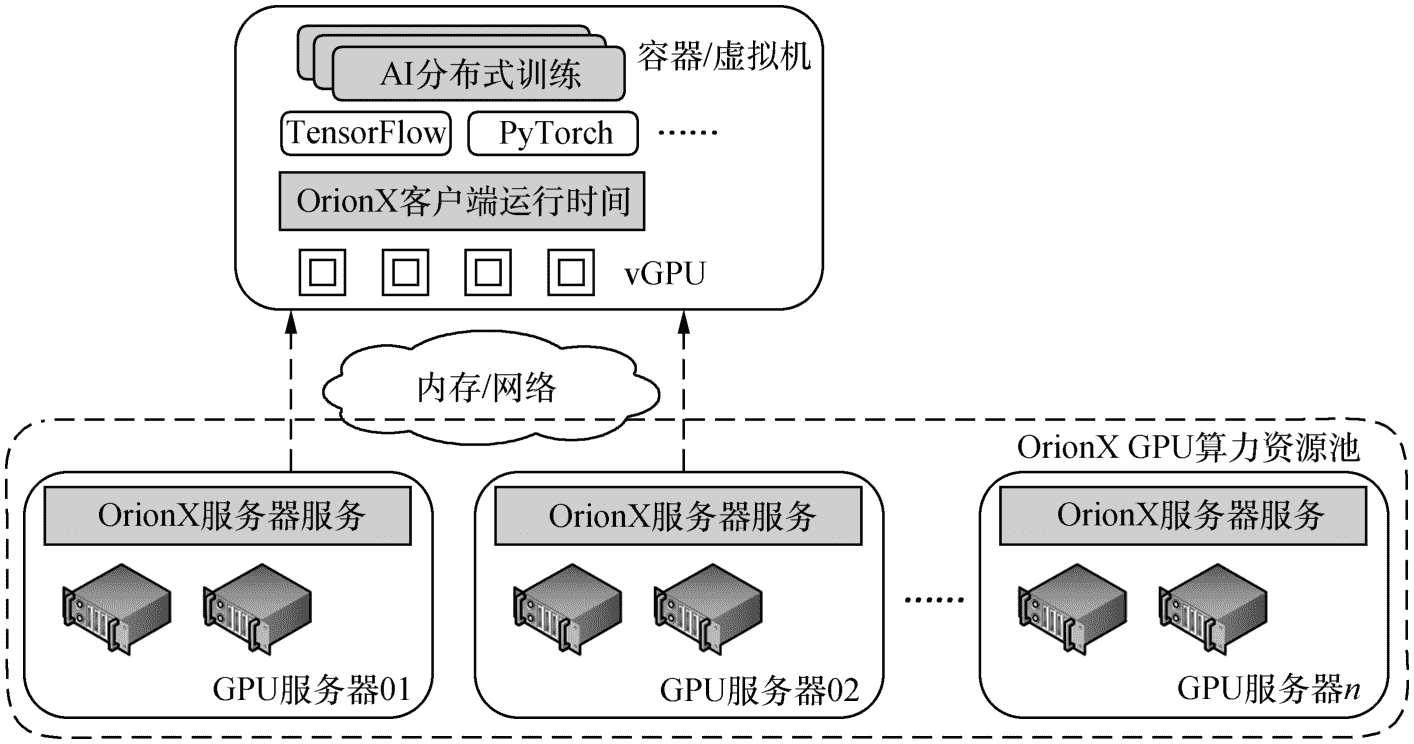 AI分布式训练
容器/虚拟机
TensorFlow
PyTorch
……
OrionX客户端运行时间
vGPU
内存/网络
OrionX GPU算力资源池
OrionX服务器服务
OrionX服务器服务
OrionX服务器服务
……
GPU服务器01
GPU服务器02
GPU服务器n